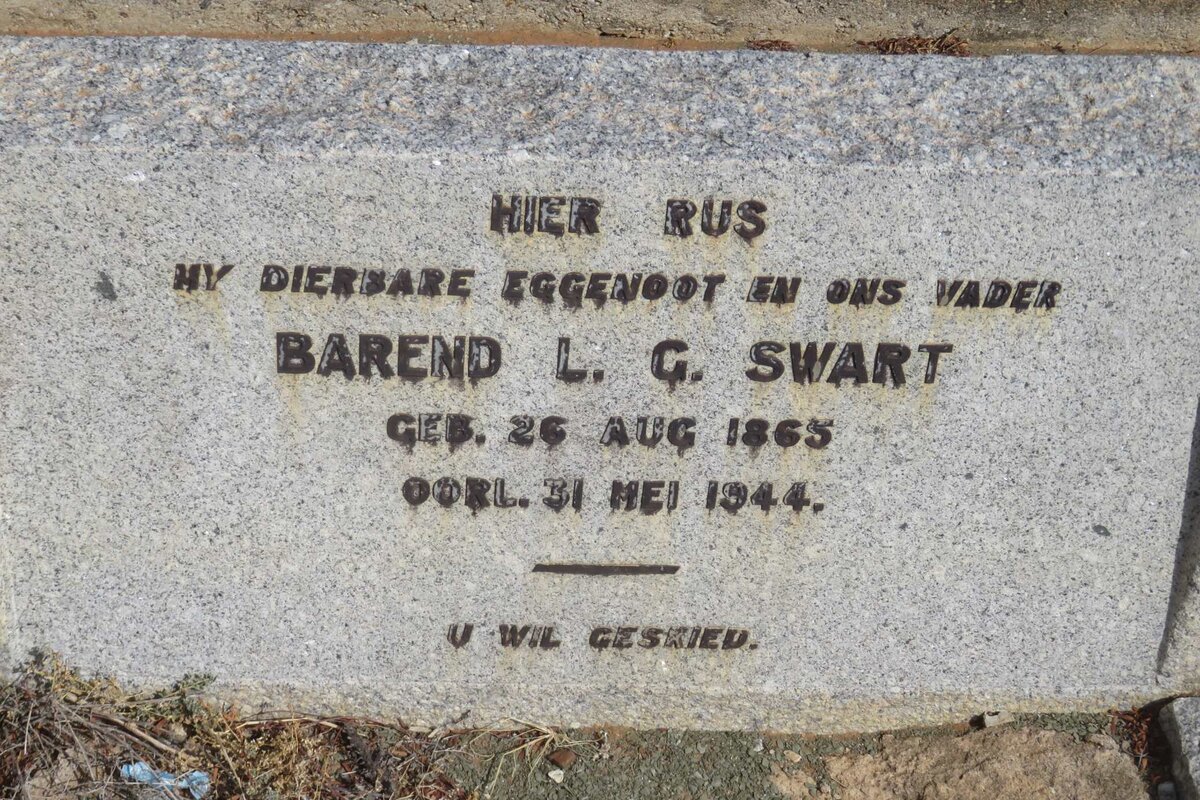 HIER RUS
MY DIERBARE EGGENOOT EN ONS VADER
BAREND L. G. SWART
GEB. 26 AUG 1865
OORL. 31 MEI 1944.
U WIL GESKIED.